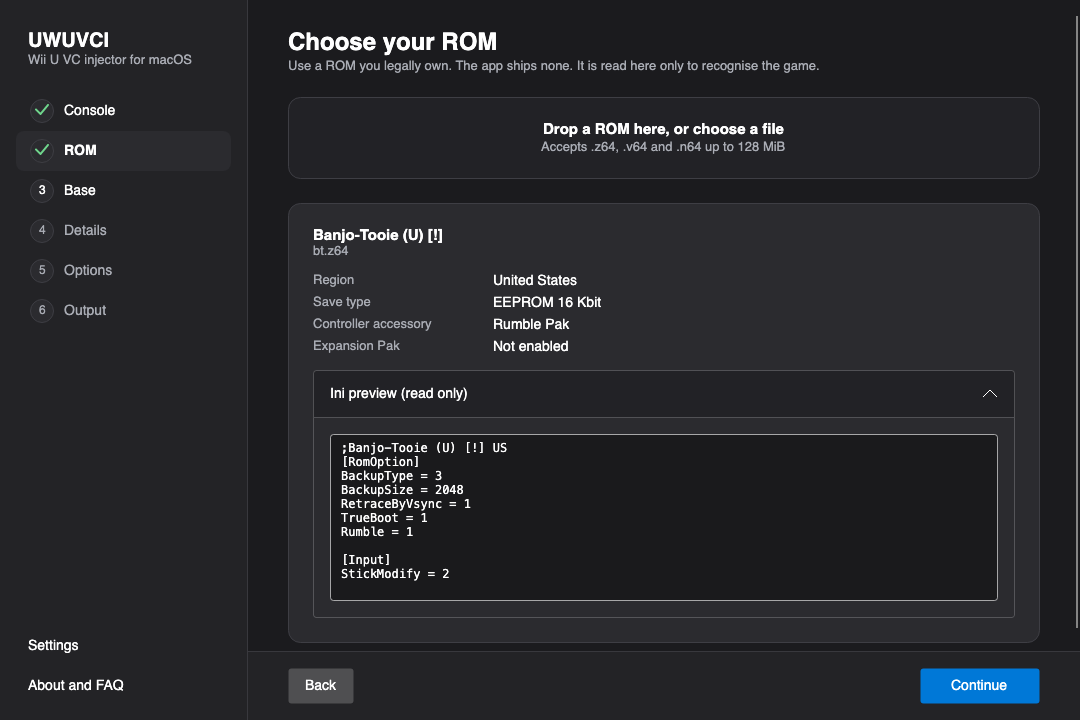 UWUVCI
Wii U VC injector for macOS
Console
ROM
3 Base
4 Details
5 Options
6 Output
Settings
About and FAQ
Choose your ROM
Use a ROM you legally own. The app ships none. It is read here only to recognise the game.
Drop a ROM here, or choose a file
Accepts .z64, .v64 and .n64 up to 128 MiB
Banjo-Tooie (U) [!]
bt.z64
Region United States
Save type EEPROM 16 Kbit
Controller accessory Rumble Pak
Expansion Pak Not enabled
Ini preview (read only)
;Banjo-Tooie (U) [!] US
[RomOption]
BackupType = 3
BackupSize = 2048
RetraceByVsync = 1
TrueBoot = 1
Rumble = 1
[Input]
StickModify = 2
Back
Continue